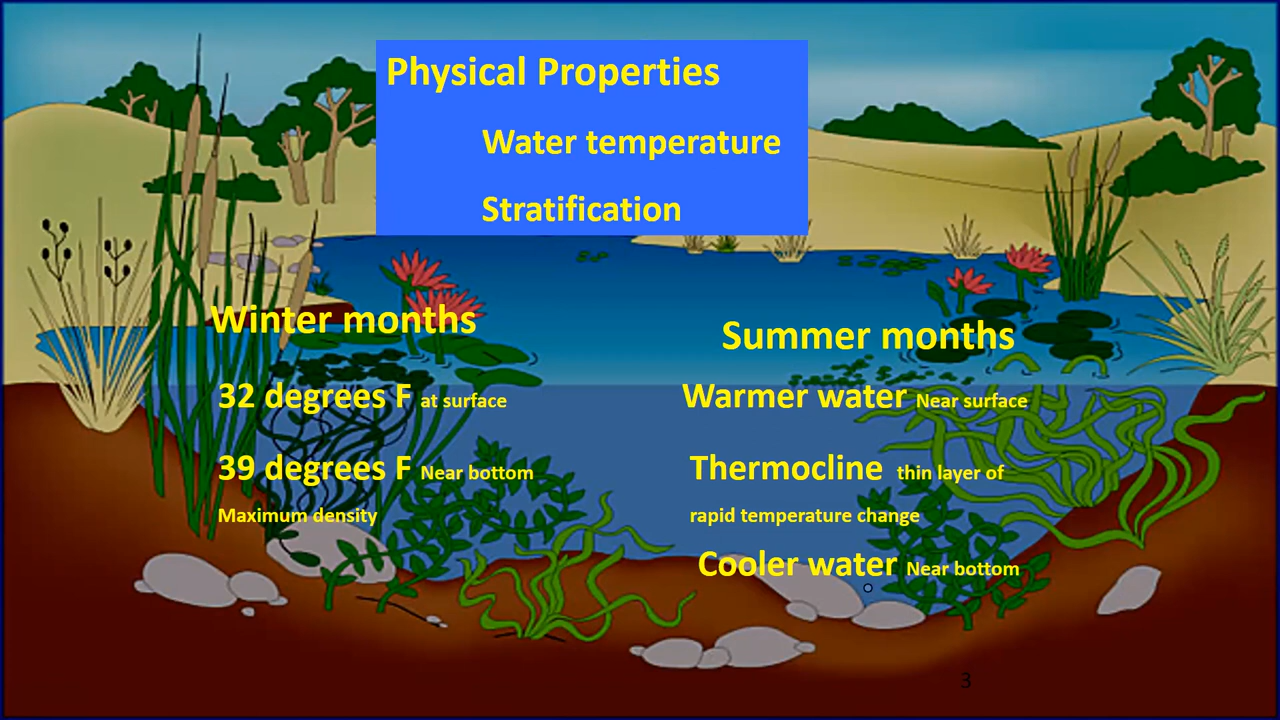 Physical Properties
Water temperature
Stratification
Winter months
32 degrees F at surface
39 degrees F Near bottom
Maximum density
Summer months
Warmer water Near surface
Thermocline thin layer of
rapid temperature change
Cooler water Near bottom
3